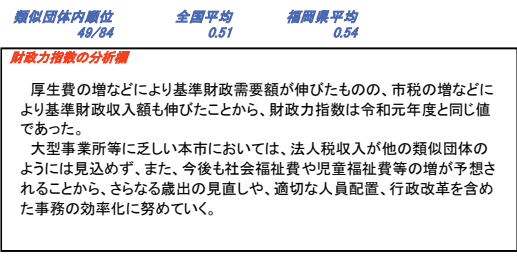 類似団体内順位 全国平均 福岡県平均
49/84 0.51 0.54
財政力指数の分析欄
厚生費の増などにより基準財政需要額が伸びたものの、市税の増などに
より基準財政収入額も伸びたことから、財政力指数は令和元年度と同じ値
であった。
大型事業所等に乏しい本市においては、法人税収入が他の類似団体の
ようには見込めず、また、今後も社会福祉費や児童福祉費等の増が予想さ
れることから、さらなる歳出の見直しや、適切な人員配置、行政改革を含め
た事務の効率化に努めていく。